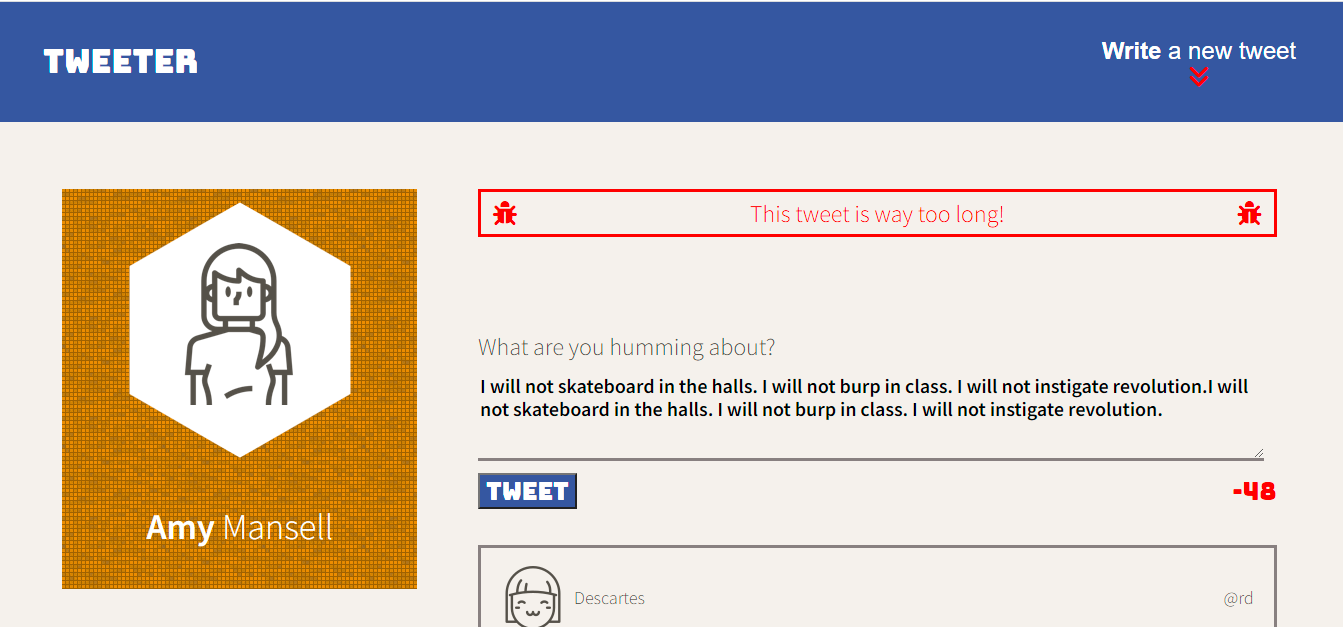 TWEETER
Write a new tweet
This tweet is way too long!
Amy Mansell
What are you humming about?
I will not skateboard in the halls. I will not burp in class. I will not instigate revolution.I will
not skateboard in the halls. I will not burp in class. I will not instigate revolution.
TWEET
-48
Descartes
@rd